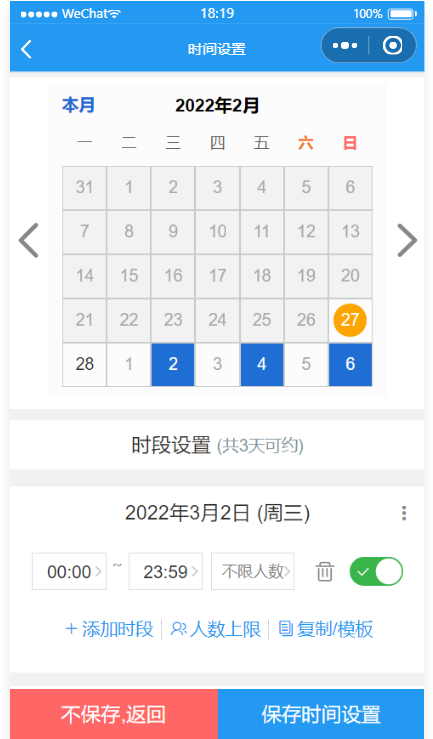 WeChat 18:19 100%
时间设置
本月 2022年2月
一 二 三 四 五 六 日
31 1 2 3 4 5 6
7 8 9 10 11 12 13
14 15 16 17 18 19 20
21 22 23 24 25 26 27
28 1 2 3 4 5 6
时段设置 (共3天可约)
2022年3月2日 (周三)
00:00 ~ 23:59 不限人数
+ 添加时段 人数上限 复制/模板
不保存,返回 保存时间设置